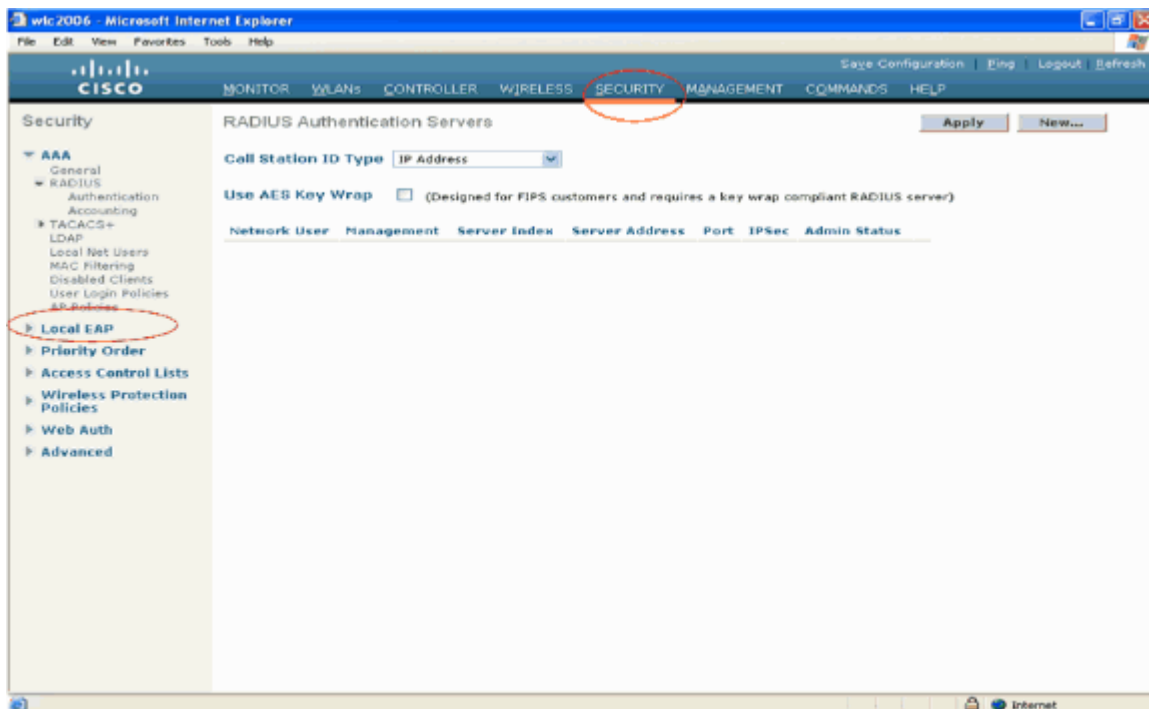 wlc2006 - Microsoft Internet Explorer
File Edit View Favorites Tools Help
Save Configuration | Ping | Logout | Refresh
CISCO
MONITOR WLANs CONTROLLER WIRELESS SECURITY MANAGEMENT COMMANDS HELP
Security
RADIUS Authentication Servers
Apply New...
AAA
General
RADIUS
Authentication
Accounting
TACACS+
LDAP
Local Net Users
MAC Filtering
Disabled Clients
User Login Policies
AP Policies
Local EAP
Priority Order
Access Control Lists
Wireless Protection
Policies
Web Auth
Advanced
Call Station ID Type IP Address
Use AES Key Wrap (Designed for FIPS customers and requires a key wrap compliant RADIUS server)
Network User Management Server Index Server Address Port IPSec Admin Status
Internet